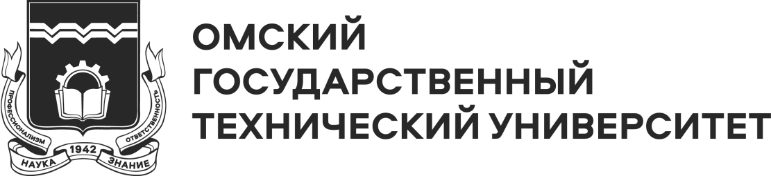 ОМСКИЙ
ГОСУДАРСТВЕННЫЙ
ТЕХНИЧЕСКИЙ УНИВЕРСИТЕТ
ПРОФЕССИОНАЛИЗМ
ОТВЕТСТВЕННОСТЬ
НАУКА 1942 ЗНАНИЕ